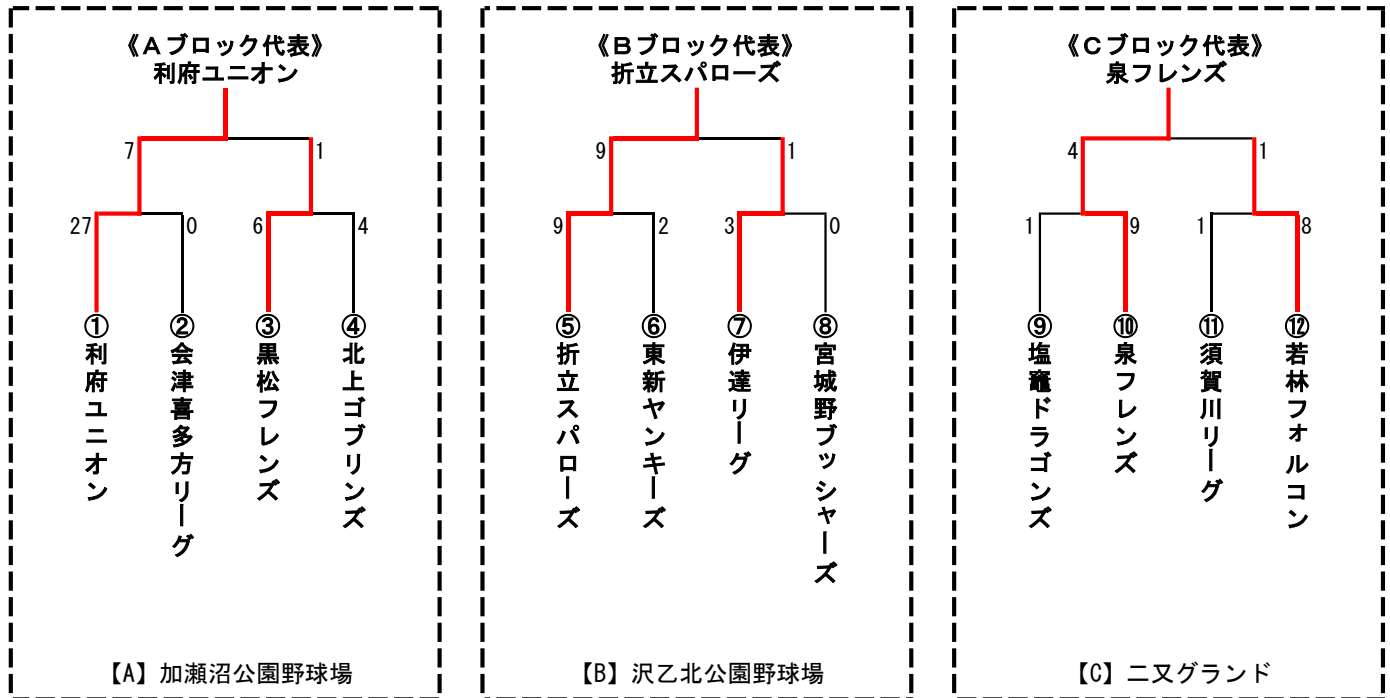 《Aブロック代表》
利府ユニオン
7
1
27
0
6
4
①利府ユニオン
②会津喜多方リーグ
③黒松フレンズ
④北上ゴブリンズ
【A】加瀬沼公園野球場
《Bブロック代表》
折立スパローズ
9
1
9
2
3
0
⑤折立スパローズ
⑥東新ヤンキーズ
⑦伊達リーグ
⑧宮城野ブッシャーズ
【B】沢乙北公園野球場
《Cブロック代表》
泉フレンズ
4
1
1
9
1
8
⑨塩竈ドラゴンズ
⑩泉フレンズ
⑪須賀川リーグ
⑫若林フォルコン
【C】二又グランド